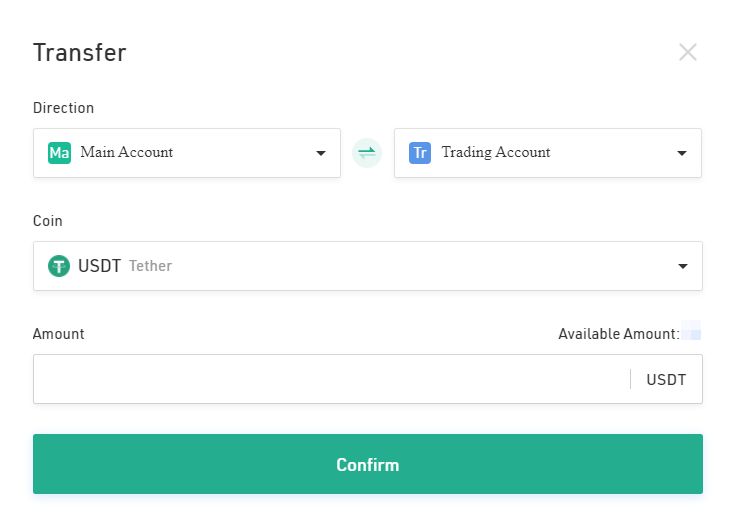 Transfer
Direction
Ma Main Account
Tr Trading Account
Coin
USDT Tether
Amount
Available Amount:
USDT
Confirm